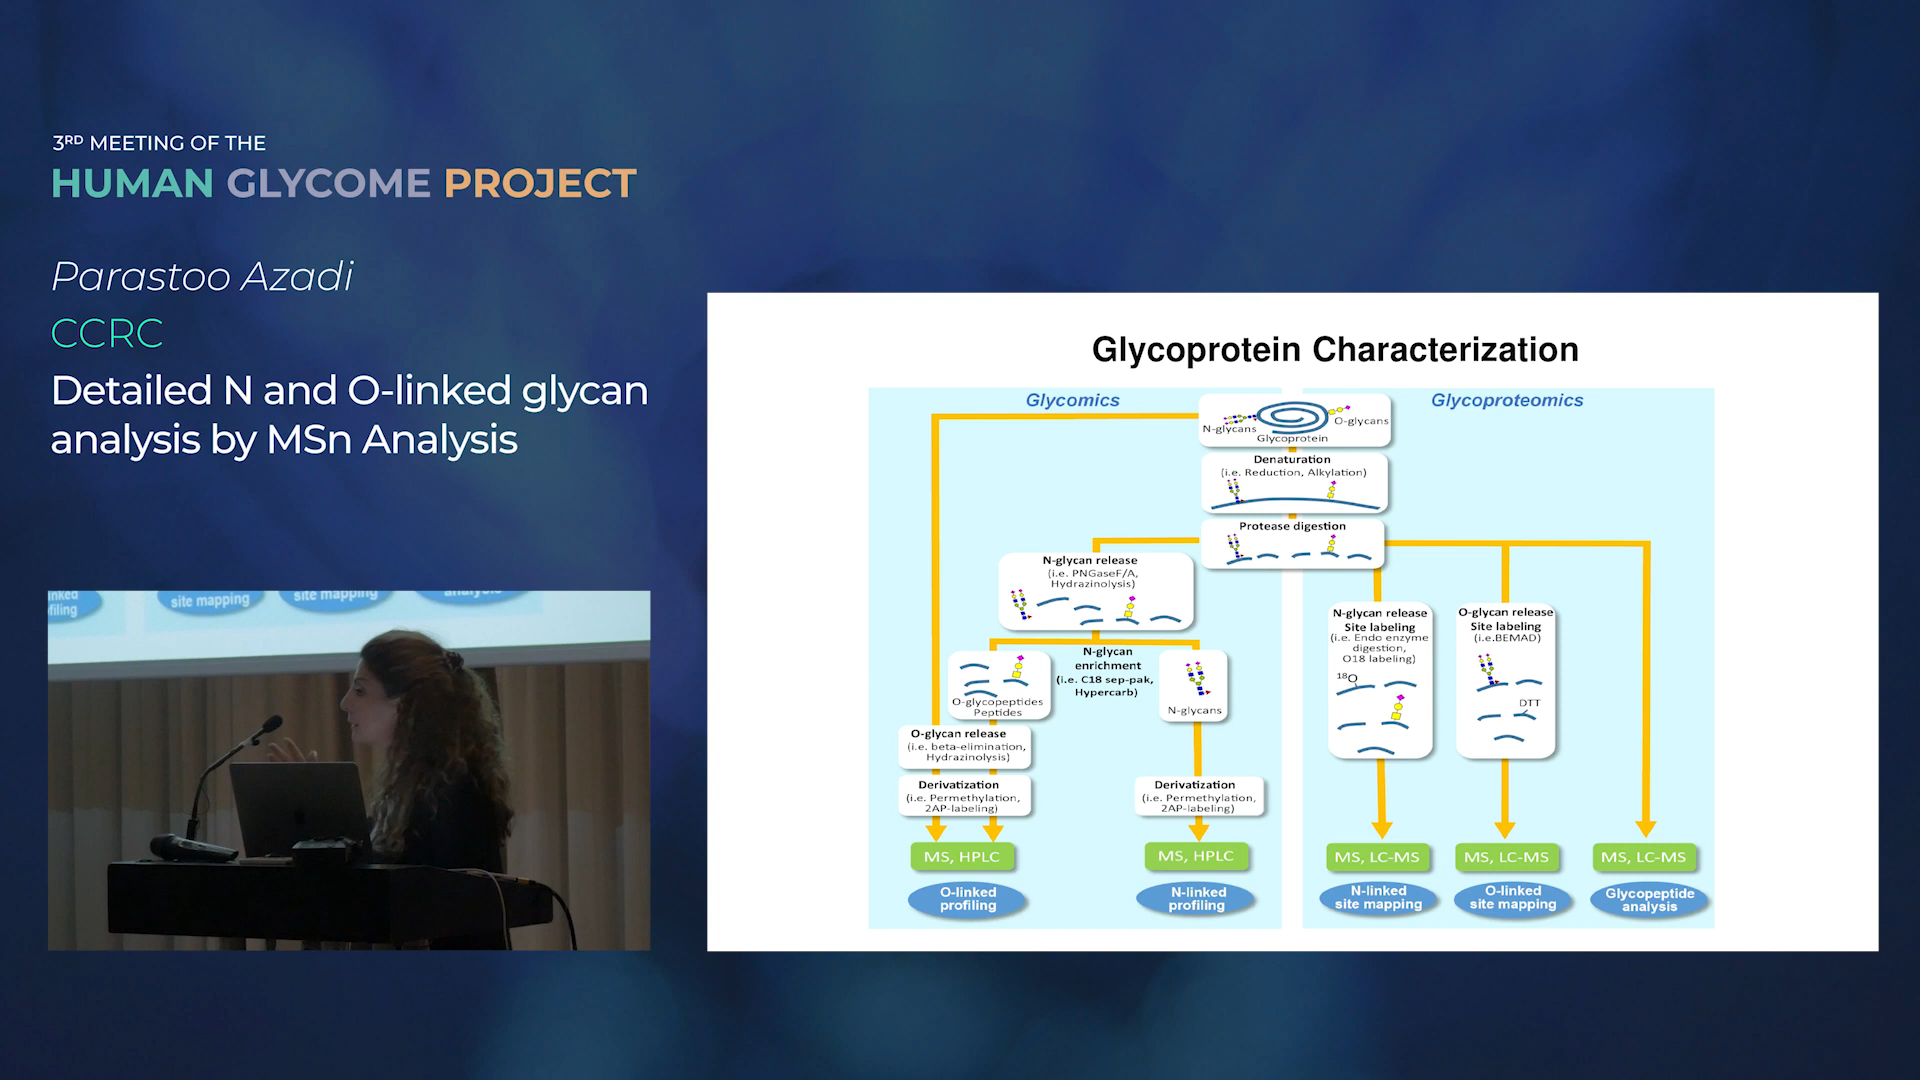 3RD MEETING OF THE
HUMAN GLYCOME PROJECT
Parastoo Azadi
CCRC
Detailed N and O-linked glycan
analysis by MSn Analysis
filing
site mapping
site mapping
Glycoprotein Characterization
Glycomics
Glycoproteomics
N-glycans
O-glycans
Glycoprotein
Denaturation
(i.e. Reduction, Alkylation)
Protease digestion
N-glycan release
(i.e. PNGaseF/A,
Hydrazinolysis)
N-glycan
enrichment
(i.e. C18 sep-pak,
Hypercarb)
O-glycopeptides
Peptides
N-glycans
O-glycan release
(i.e. beta-elimination,
Hydrazinolysis)
Derivatization
(i.e. Permethylation,
2AP-labeling)
Derivatization
(i.e. Permethylation,
2AP-labeling)
N-glycan release
Site labeling
(i.e. Endo enzyme
digestion,
O18 labeling)
18O
O-glycan release
Site labeling
(i.e.BEMAD)
DTT
MS, HPLC
MS, HPLC
MS, LC-MS
MS, LC-MS
MS, LC-MS
O-linked
profiling
N-linked
profiling
N-linked
site mapping
O-linked
site mapping
Glycopeptide
analysis